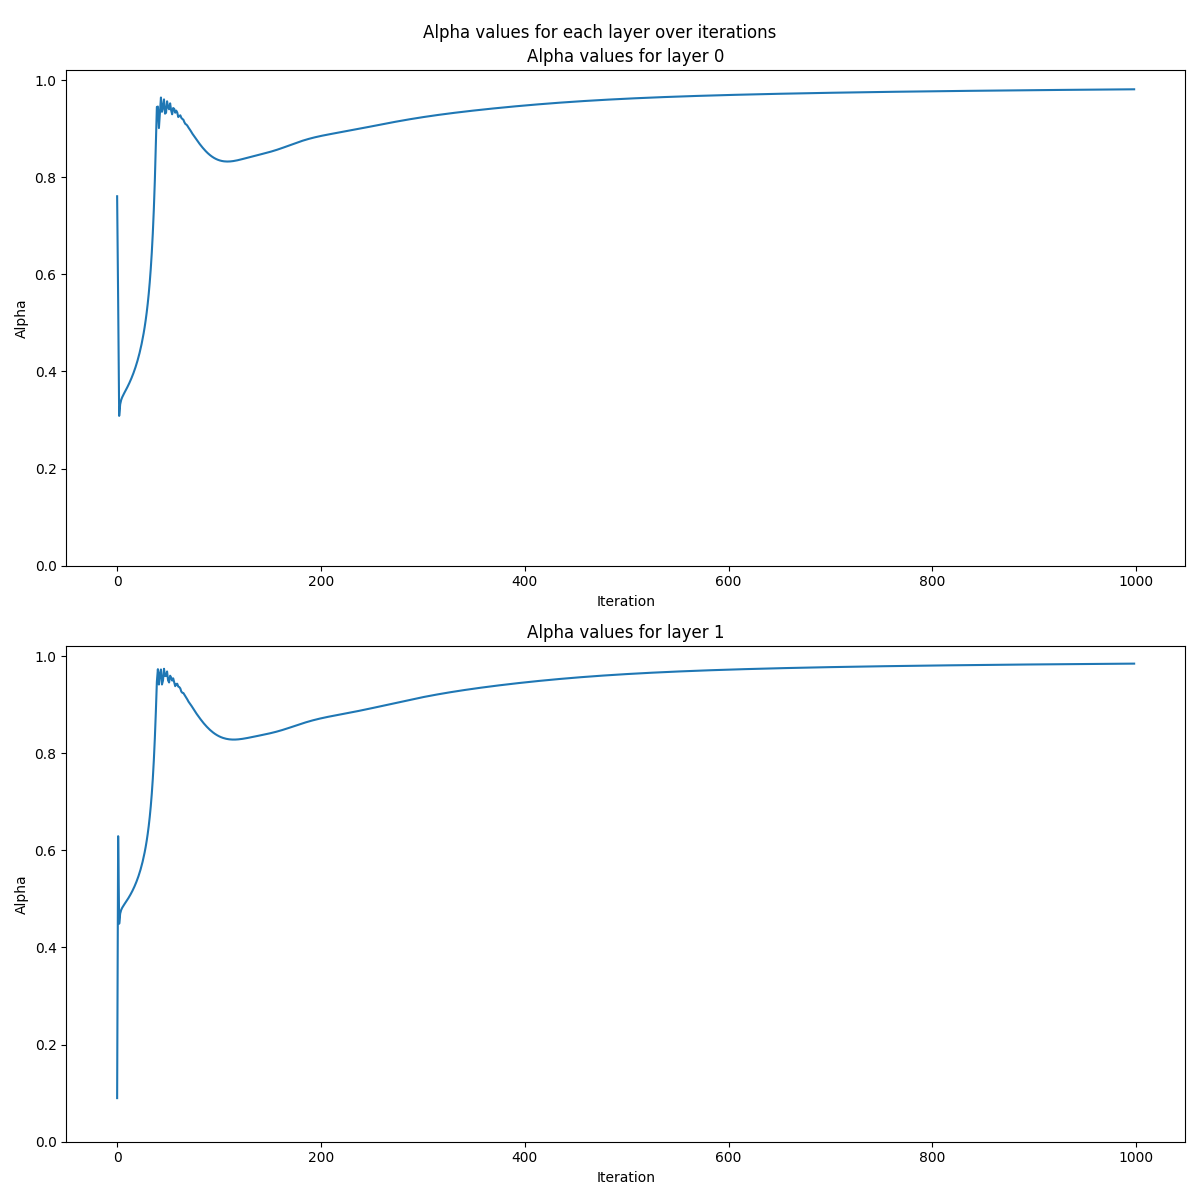 Alpha values for each layer over iterations
Alpha values for layer 0
1.0
0.8
0.6
0.4
0.2
0.0
Alpha
0 200 400 600 800 1000
Iteration
Alpha values for layer 1
1.0
0.8
0.6
0.4
0.2
0.0
Alpha
0 200 400 600 800 1000
Iteration